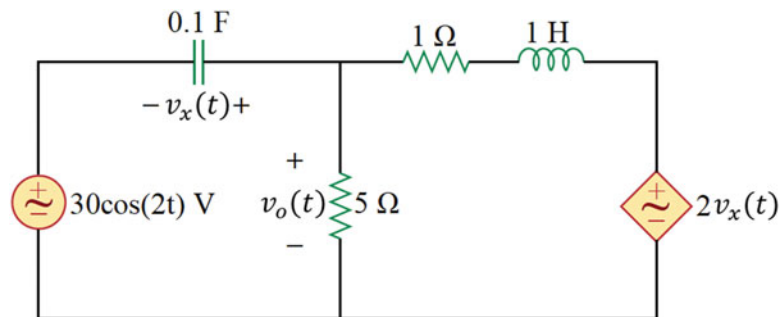 0.1 F
1 Ω
1 H
− v_x(t)+
+
30cos(2t) V
v_o(t)
5 Ω
−
+
−
+
−
2v_x(t)